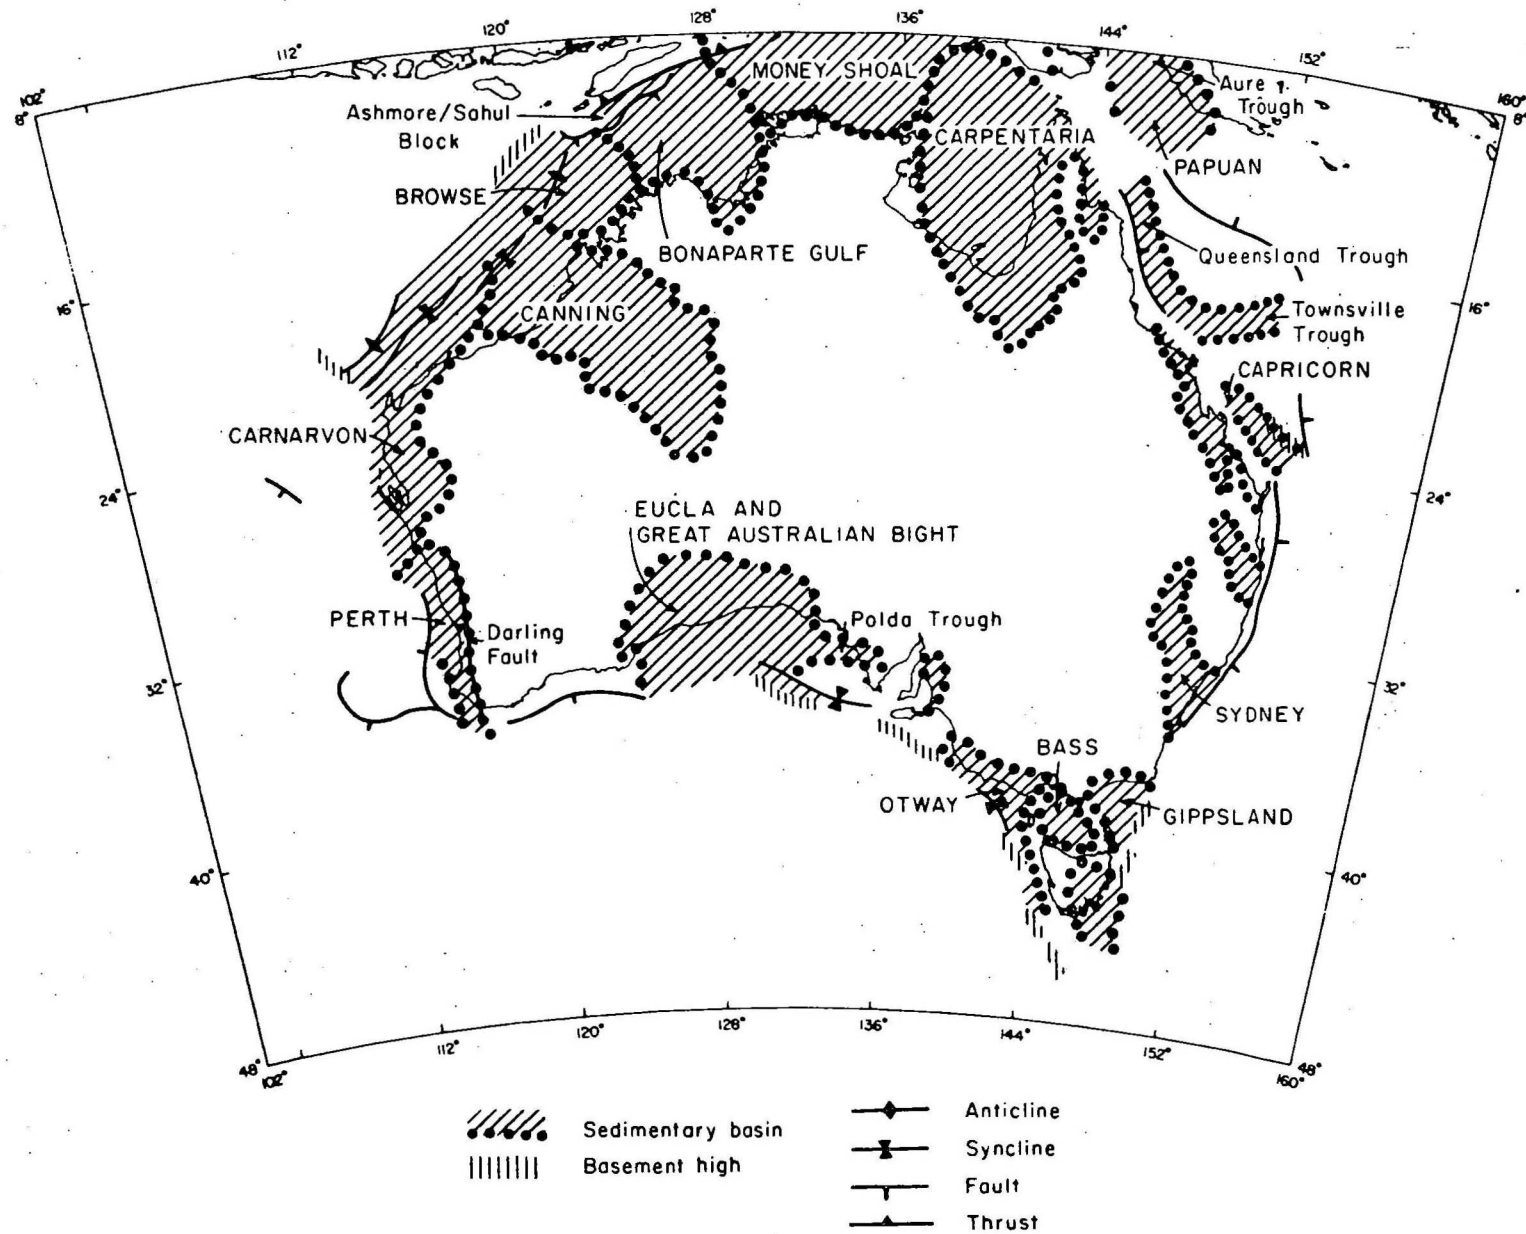 128°
136°
120°
144°
112°
152°
102°
8°
160°
8°
MONEY SHOAL
Aure
Trough
Ashmore/Sahul
Block
CARPENTARIA
PAPUAN
BROWSE
BONAPARTE GULF
Queensland Trough
16°
CANNING
Townsville
Trough
16°
CAPRICORN
CARNARVON
24°
24°
EUCLA AND
GREAT AUSTRALIAN BIGHT
PERTH
Darling
Fault
Polda Trough
32°
32°
SYDNEY
BASS
OTWAY
GIPPSLAND
40°
40°
48°
102°
112°
120°
128°
136°
144°
152°
160°
48°
Sedimentary basin
Basement high
Anticline
Syncline
Fault
Thrust